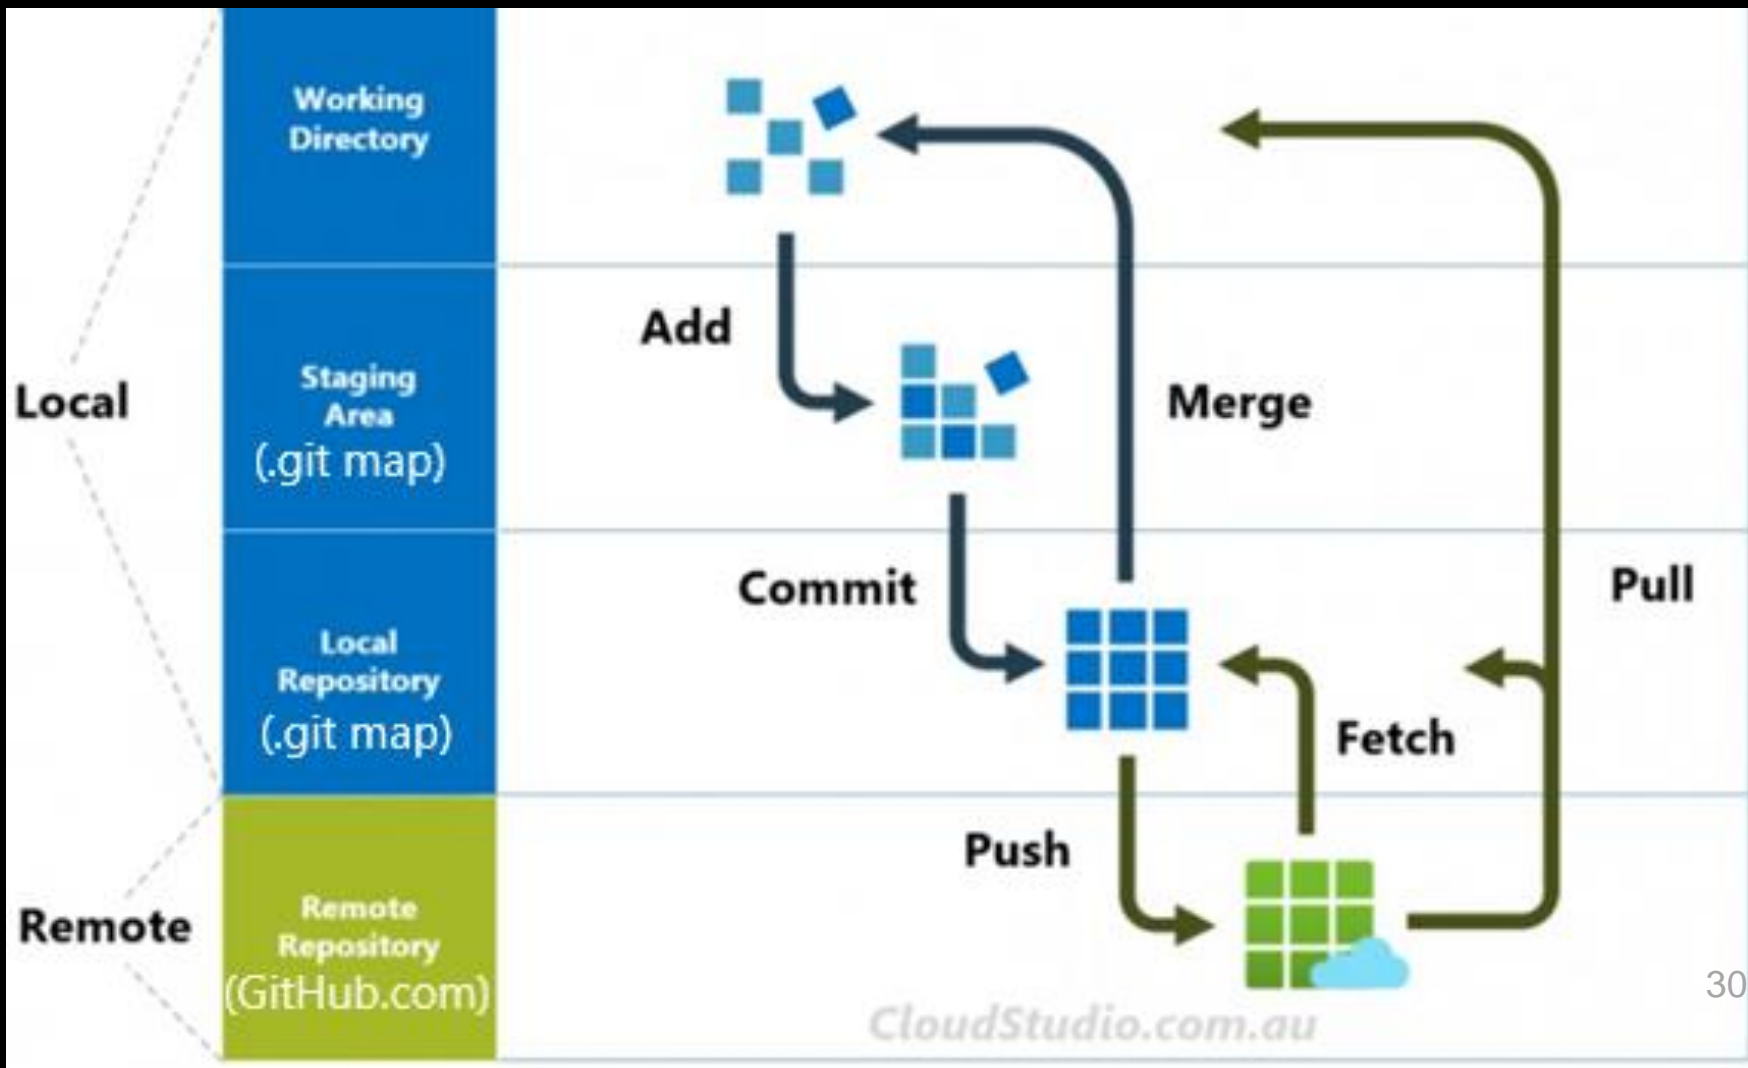 Working
Directory
Add
Staging
Area
(.git map)
Local
Merge
Commit
Pull
Local
Repository
(.git map)
Fetch
Push
Remote
Remote
Repository
(GitHub.com)
30
CloudStudio.com.au